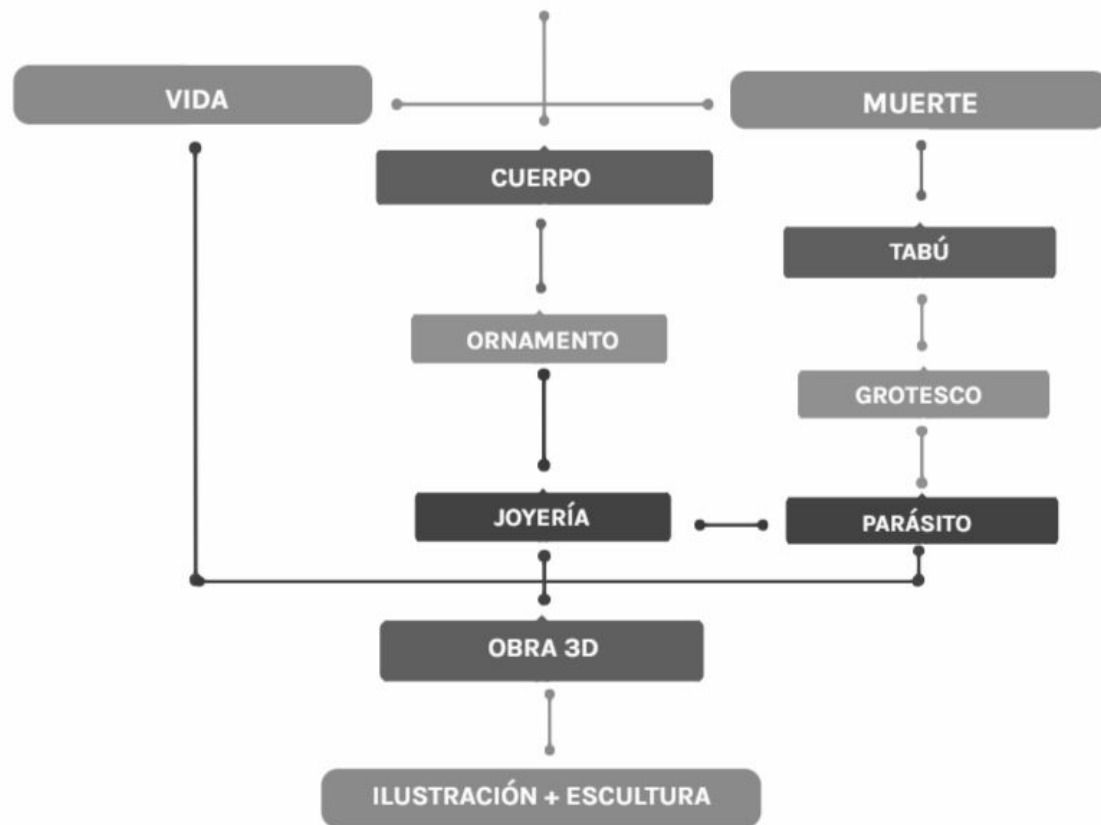 VIDA
MUERTE
CUERPO
TABÚ
ORNAMENTO
GROTESCO
JOYERÍA
PARÁSITO
OBRA 3D
ILUSTRACIÓN + ESCULTURA